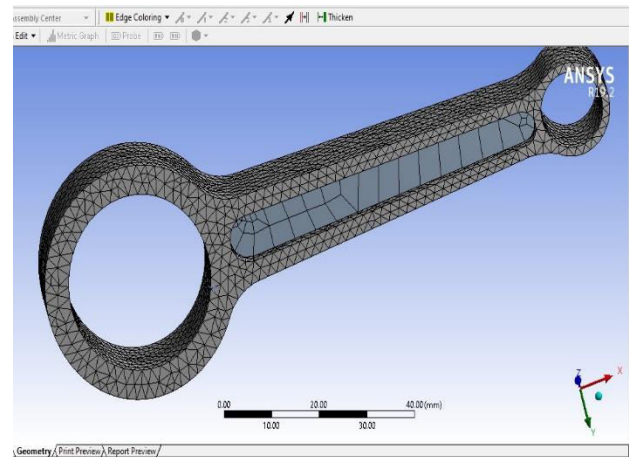 Assembly Center Edge Coloring Thicken
Edit Metric Graph Probe
ANSYS
R19.2
0.00 20.00 40.00 (mm)
10.00 30.00
Z X
Y
Geometry Print Preview Report Preview